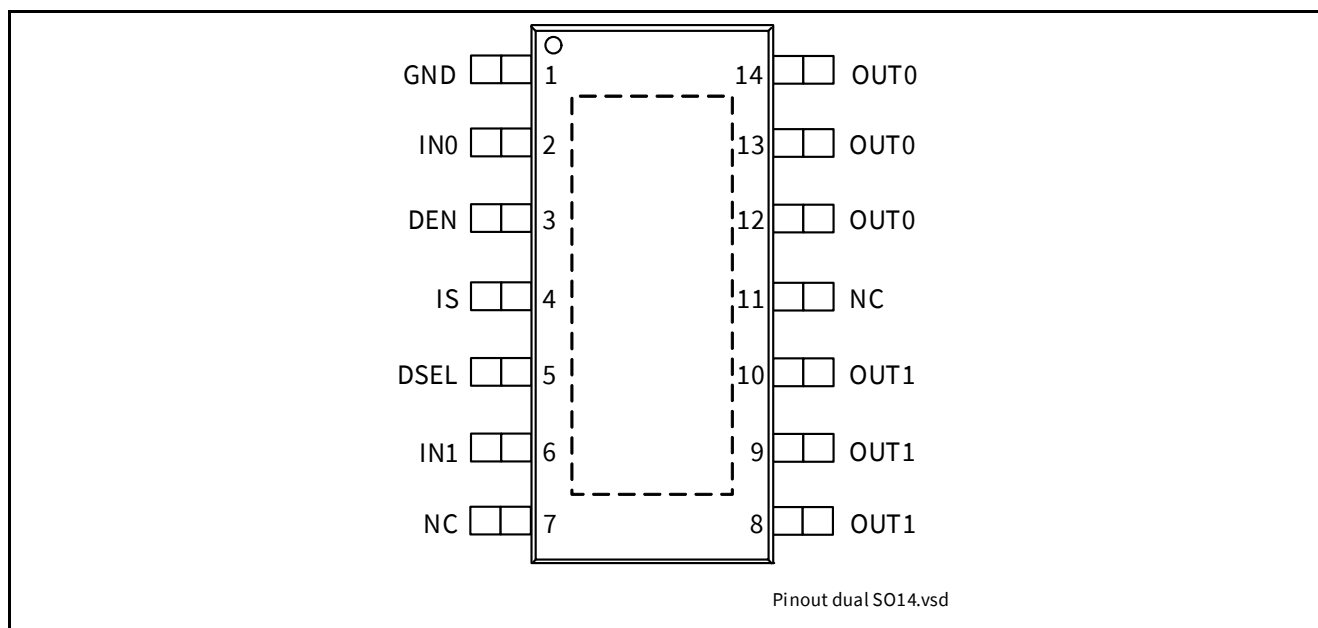 GND 1 14 OUT0
IN0 2 13 OUT0
DEN 3 12 OUT0
IS 4 11 NC
DSEL 5 10 OUT1
IN1 6 9 OUT1
NC 7 8 OUT1
Pinout dual SO14.vsd